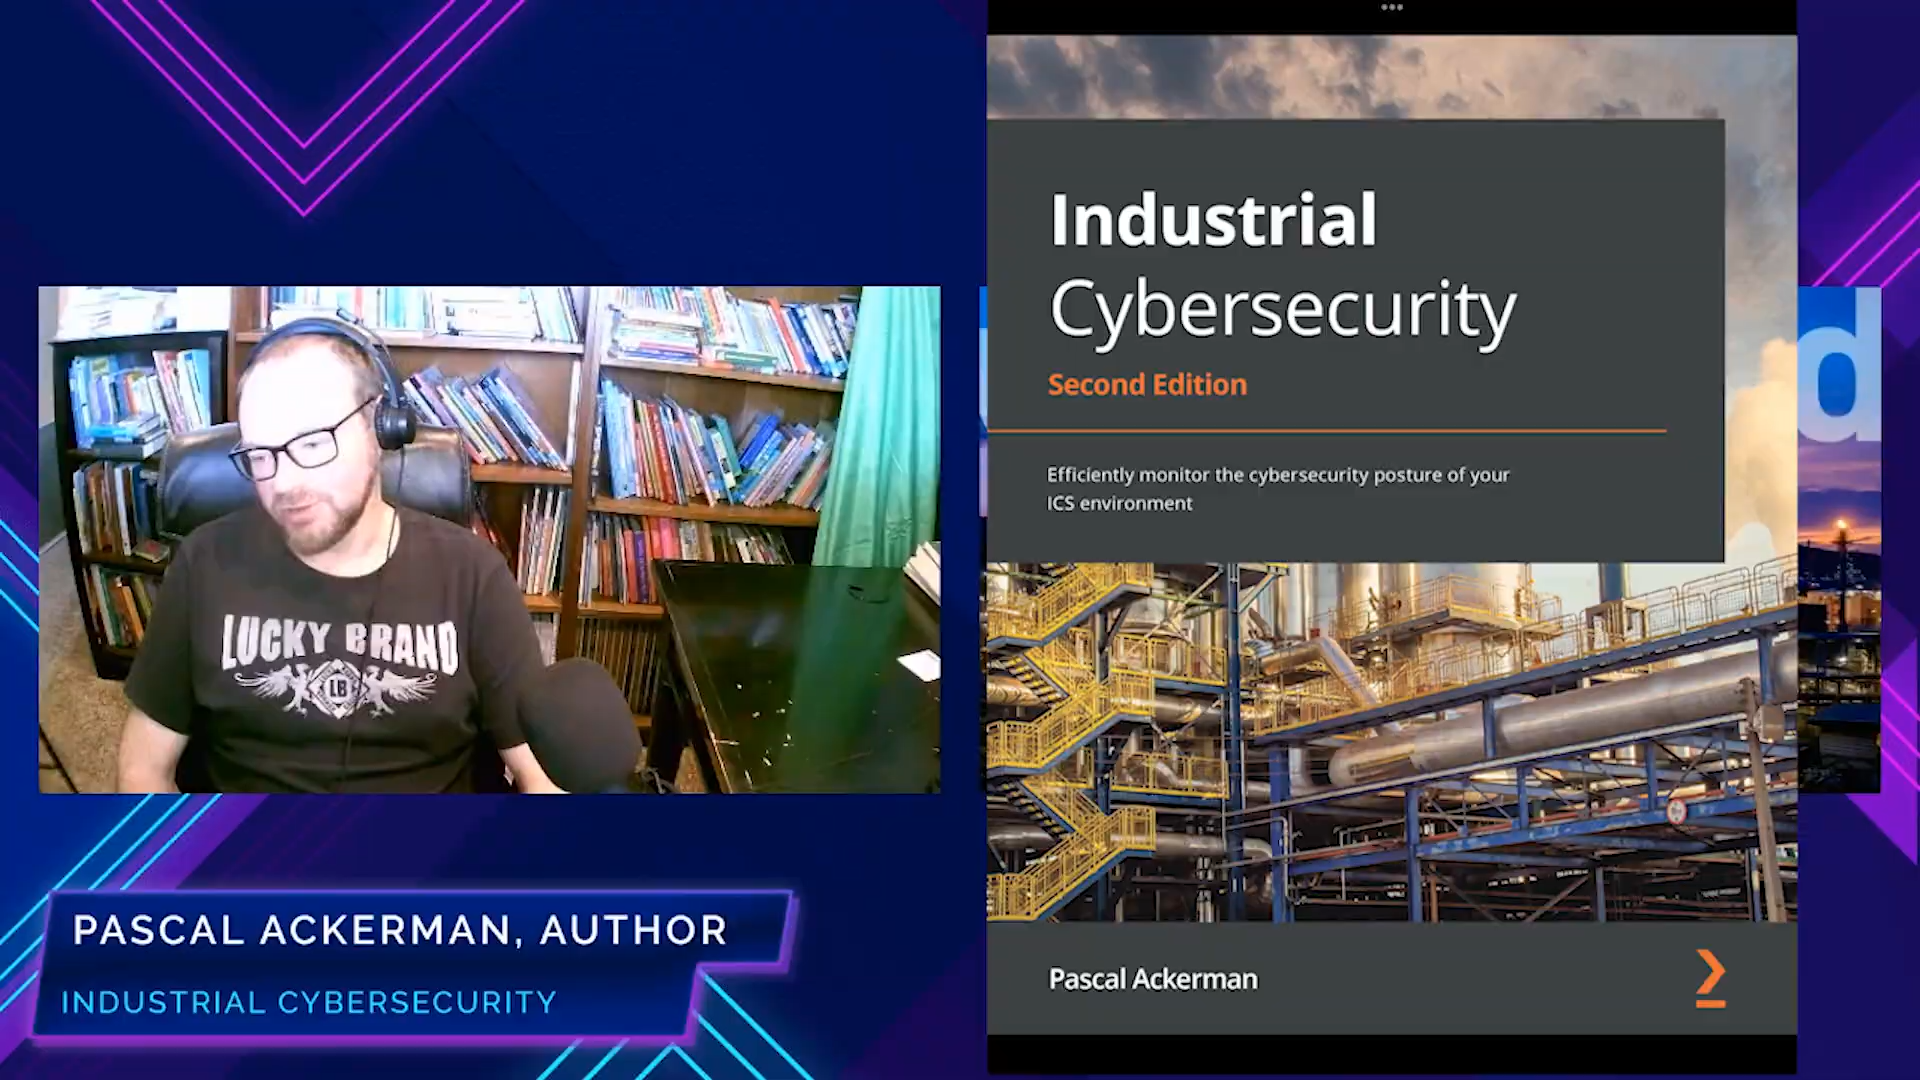 LUCKY BRAND
LB
PASCAL ACKERMAN, AUTHOR
INDUSTRIAL CYBERSECURITY
Industrial
Cybersecurity
Second Edition
Efficiently monitor the cybersecurity posture of your
ICS environment
Pascal Ackerman
d